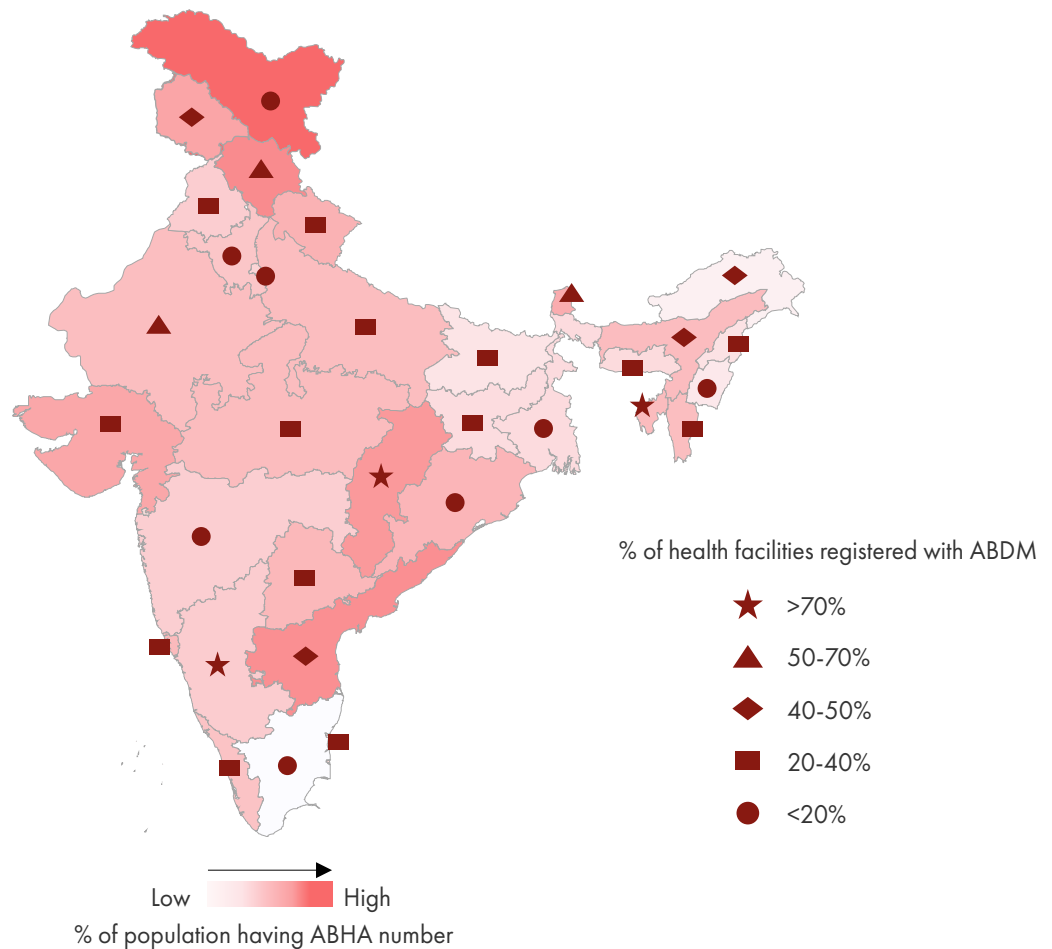 % of health facilities registered with ABDM
>70%
50-70%
40-50%
20-40%
<20%
Low High
% of population having ABHA number